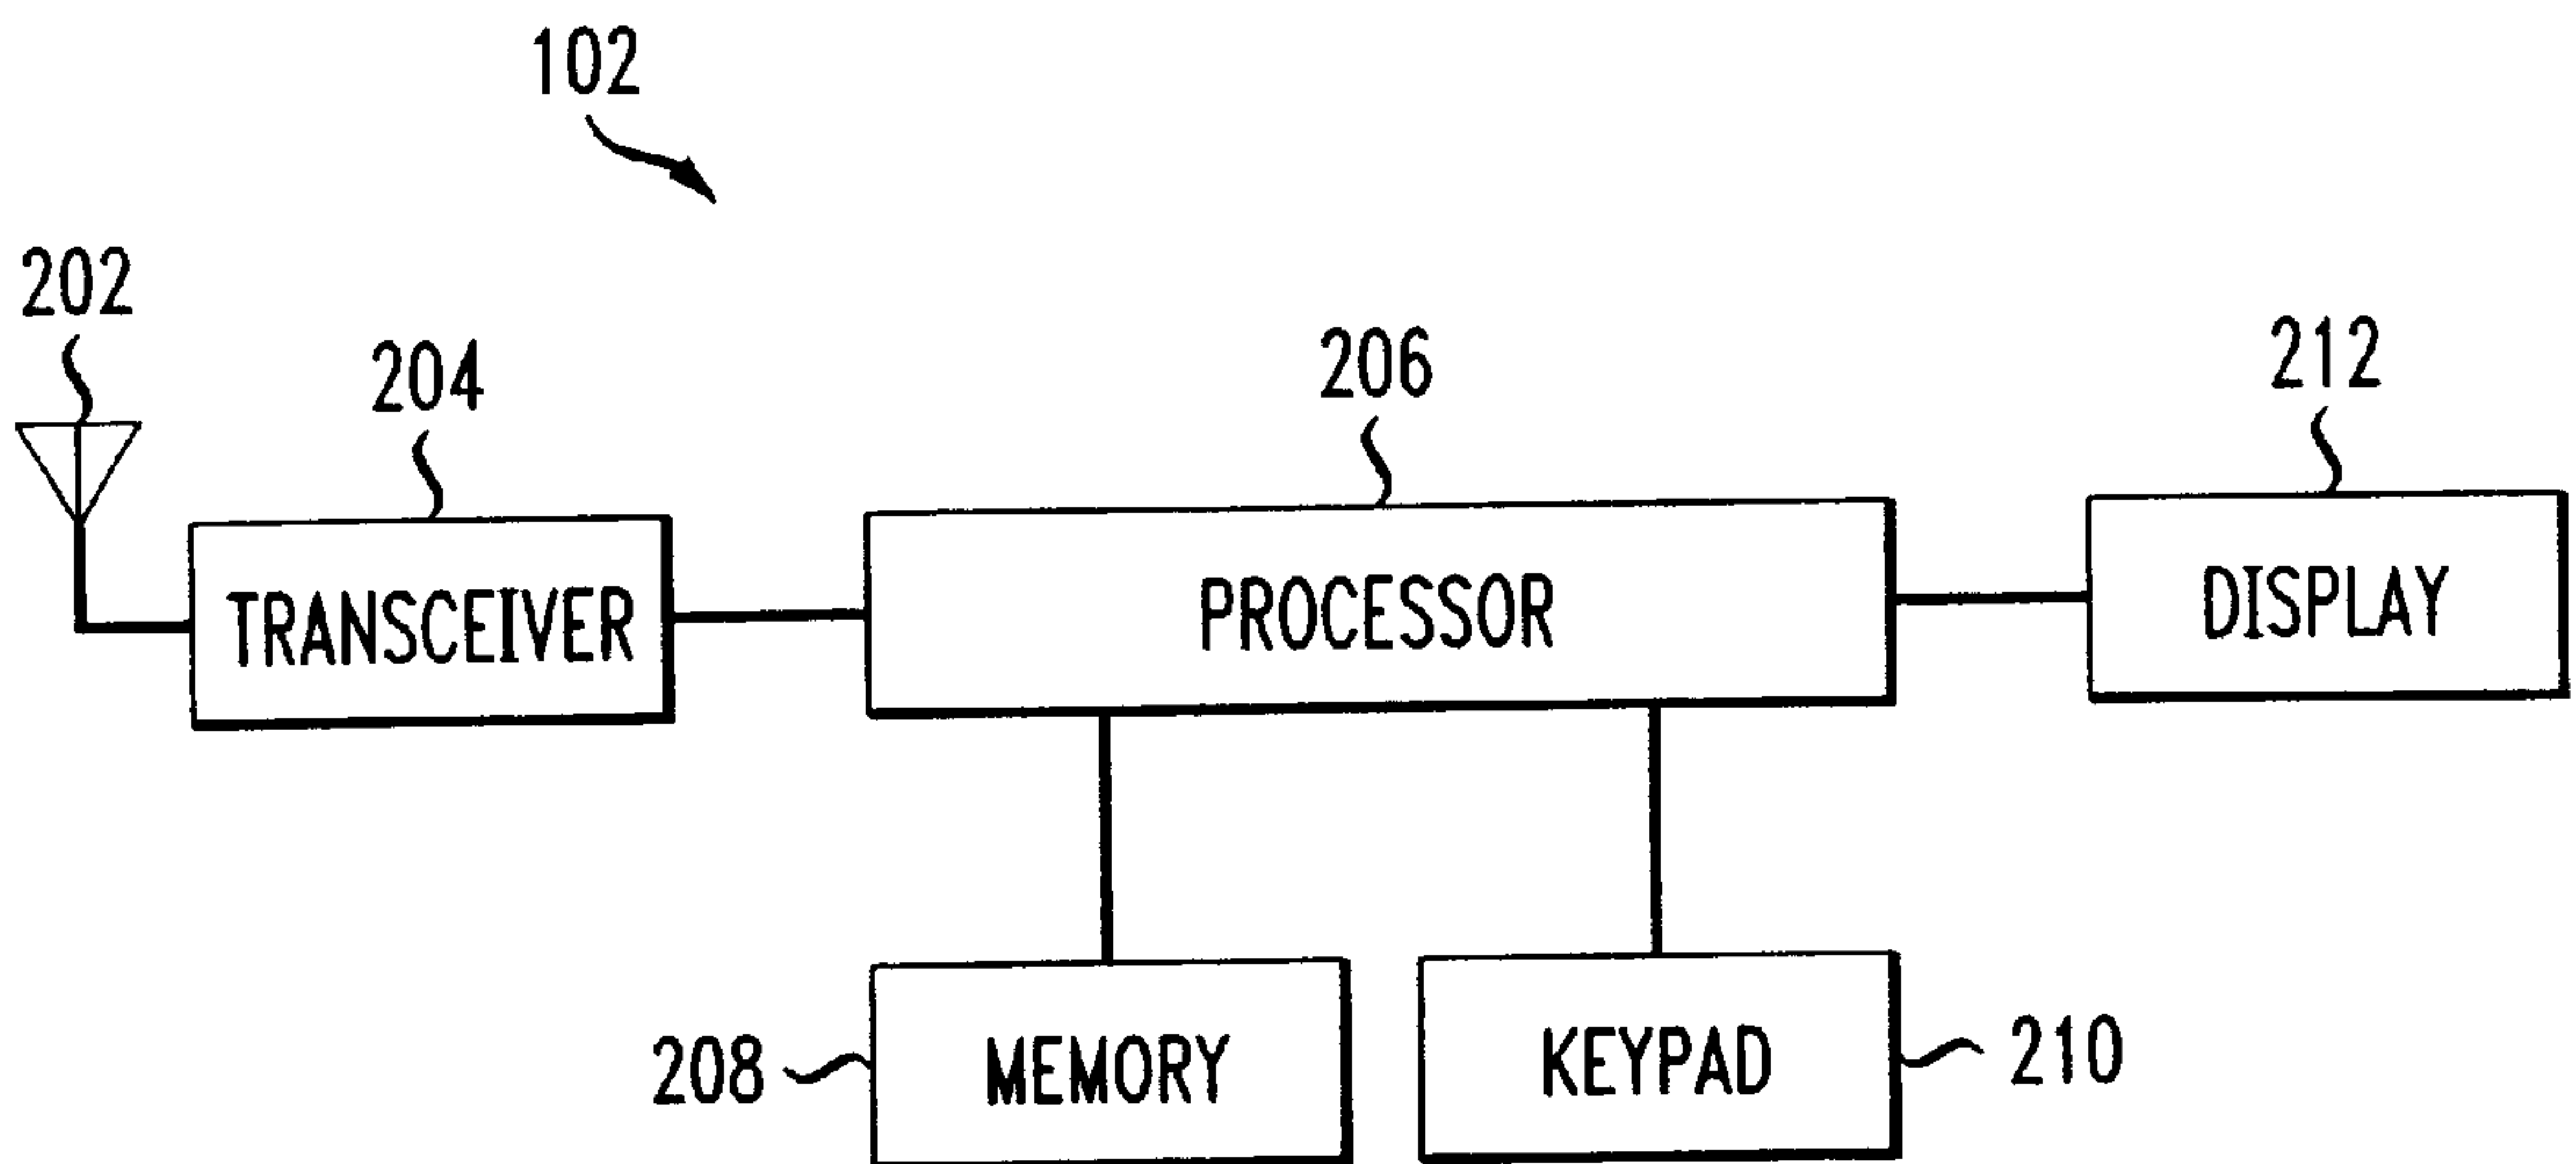 102
202
204
206
212
TRANSCEIVER
PROCESSOR
DISPLAY
208
MEMORY
KEYPAD
210